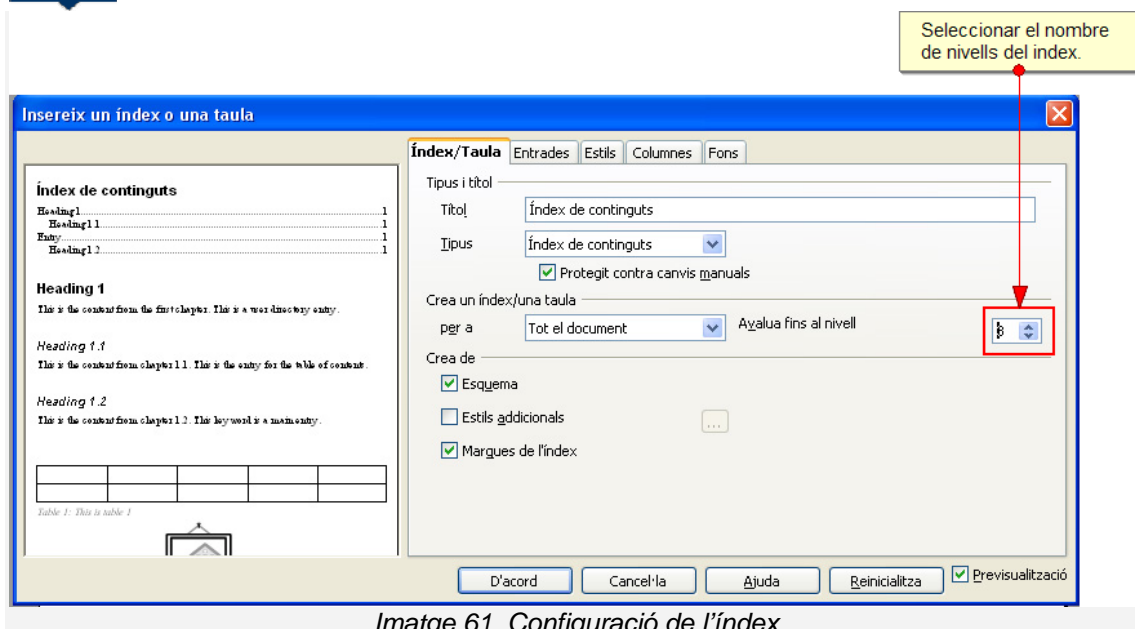 Seleccionar el nombre
de nivells del index.
Insereix un índex o una taula
Índex/Taula Entrades Estils Columnes Fons
Índex de continguts
Heading 1 1
Heading 1.1 1
Entry 1
Heading 1.2 1
Heading 1
This is the content from the first chapter. This is a user directory entry.
Heading 1.1
This is the content from chapter 1.1. This is the entry for the table of content.
Heading 1.2
This is the content from chapter 1.2. This keyword is a main entry.
Table 1: This is table 1
Tipus i títol
Títol Índex de continguts
Tipus Índex de continguts
Protegit contra canvis manuals
Crea un índex/una taula
per a Tot el document Avalua fins al nivell
Crea de
Esquema
Estils addicionals ...
Marques de l'índex
D'acord Cancel·la Ajuda Reinicialitza Previsualització
Imatge 61. Configuració de l'índex